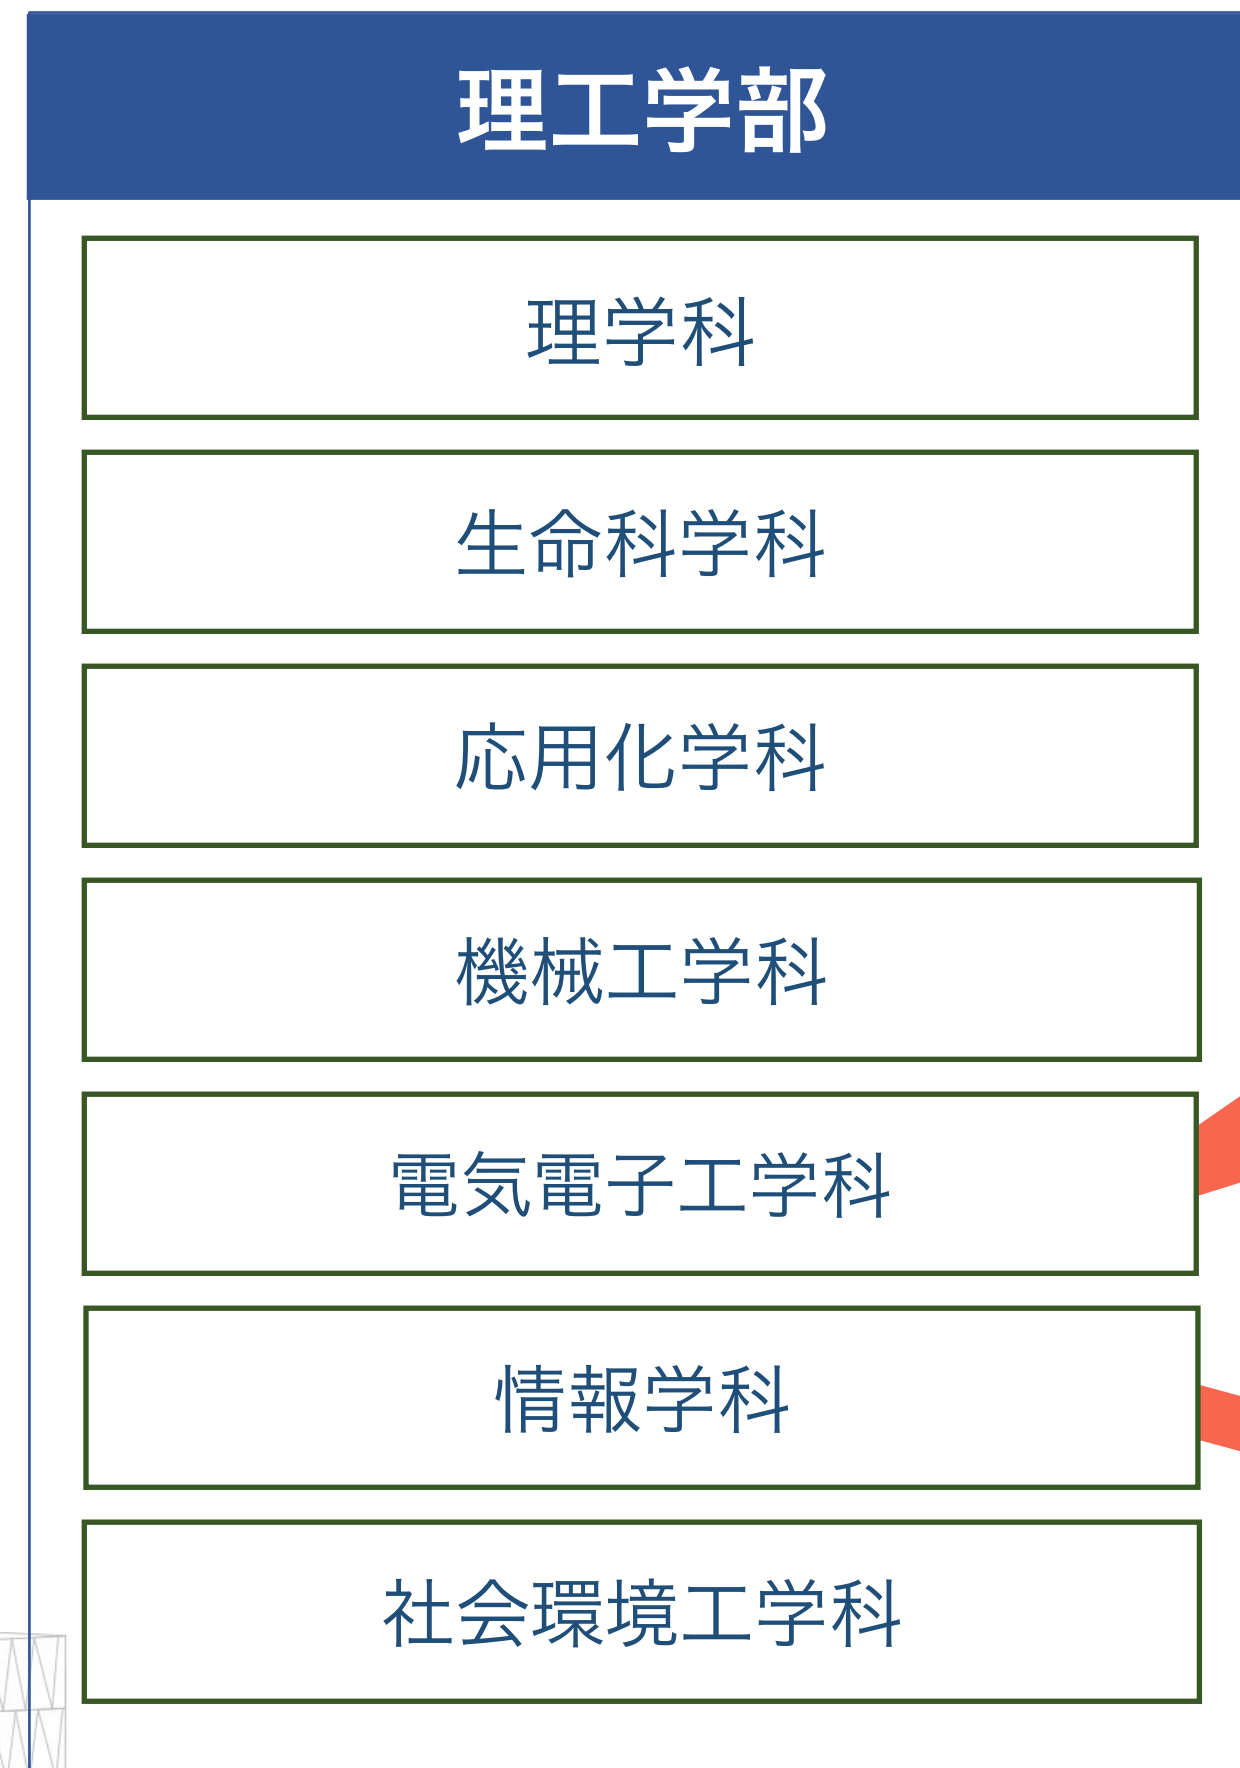 理工学部
理学科
生命科学科
応用化学科
機械工学科
電気電子工学科
情報学科
社会環境工学科